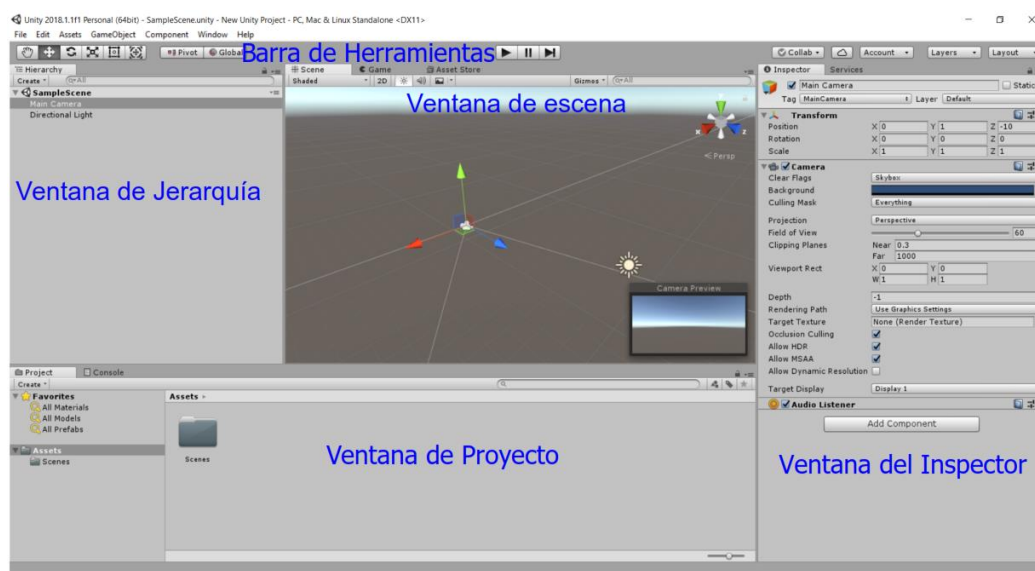 Unity 2018.1.1f1 Personal (64bit) - SampleScene.unity - New Unity Project - PC, Mac & Linux Standalone <DX11>
File Edit Assets GameObject Component Window Help
Pivot Global Barra de Herramientas Collab Account Layers Layout
Hierarchy
Create All
SampleScene
Main Camera
Directional Light
Ventana de Jerarquía
Scene Game Asset Store
Shaded 2D Gizmos All
Ventana de escena
x z
Persp
Camera Preview
Inspector Services
Main Camera Static
Tag MainCamera Layer Default
Transform
Position X 0 Y 1 Z -10
Rotation X 0 Y 0 Z 0
Scale X 1 Y 1 Z 1
Camera
Clear Flags Skybox
Background
Culling Mask Everything
Projection Perspective
Field of View 60
Clipping Planes Near 0.3
Far 1000
Viewport Rect X 0 Y 0
W 1 H 1
Depth -1
Rendering Path Use Graphics Settings
Target Texture None (Render Texture)
Occlusion Culling
Allow HDR
Allow MSAA
Allow Dynamic Resolution
Target Display Display 1
Audio Listener
Add Component
Ventana del Inspector
Project Console
Create
Favorites
All Materials
All Models
All Prefabs
Assets
Scenes
Assets
Scenes
Ventana de Proyecto